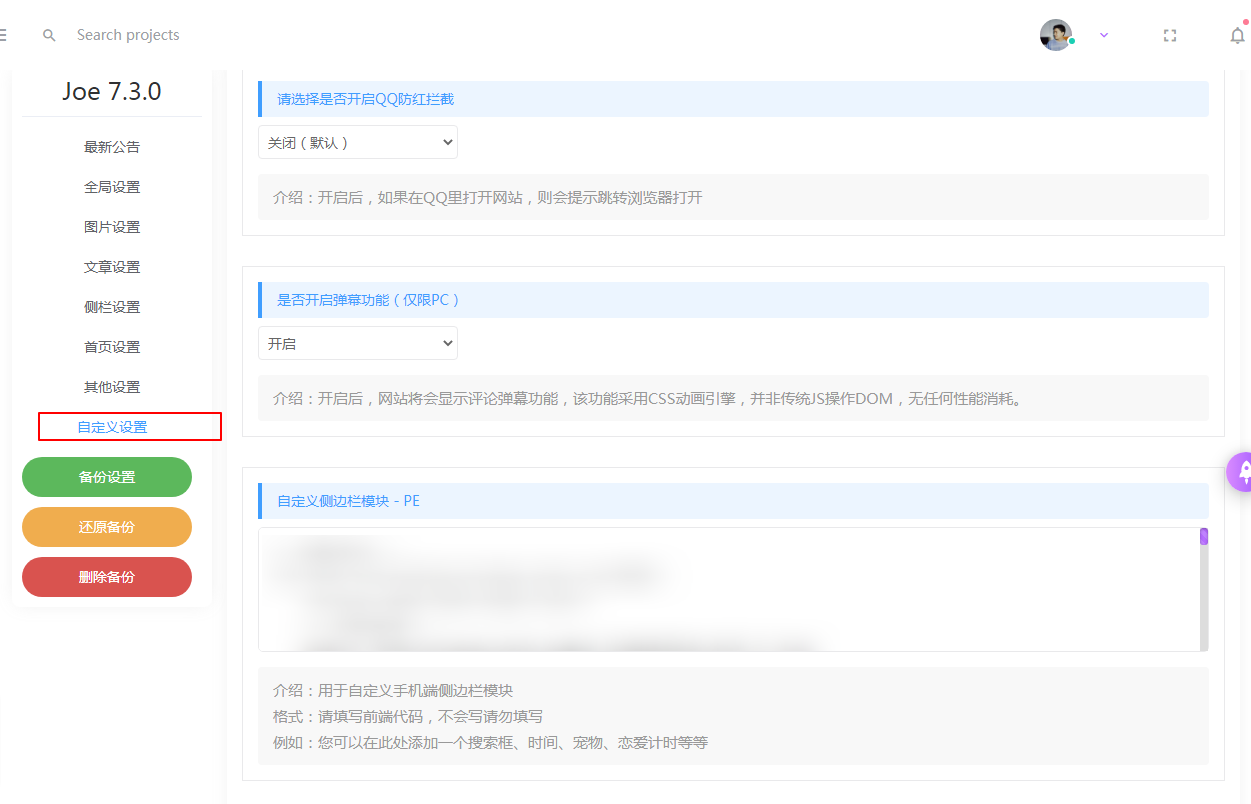 Search projects
Joe 7.3.0
最新公告
全局设置
图片设置
文章设置
侧栏设置
首页设置
其他设置
自定义设置
备份设置
还原备份
删除备份
请选择是否开启QQ防红拦截
关闭（默认）
介绍：开启后，如果在QQ里打开网站，则会提示跳转浏览器打开
是否开启弹幕功能（仅限PC）
开启
介绍：开启后，网站将会显示评论弹幕功能，该功能采用CSS动画引擎，并非传统JS操作DOM，无任何性能消耗。
自定义侧边栏模块 - PE
介绍：用于自定义手机端侧边栏模块
格式：请填写前端代码，不会写请勿填写
例如：您可以在此处添加一个搜索框、时间、宠物、恋爱计时等等